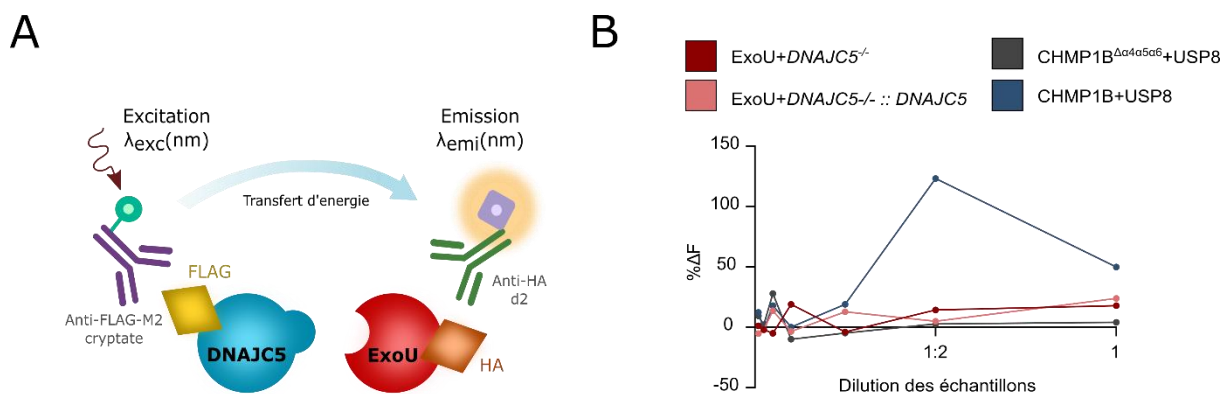 A
Excitation
λexc(nm)
Emission
λemi(nm)
Transfert d'energie
FLAG
Anti-FLAG-M2
cryptate
DNAJC5
ExoU
Anti-HA
d2
HA
B
ExoU+DNAJC5-/-
ExoU+DNAJC5-/- :: DNAJC5
CHMP1BΔα4α5α6+USP8
CHMP1B+USP8
%ΔF
150
100
50
0
-50
1:2
1
Dilution des échantillons